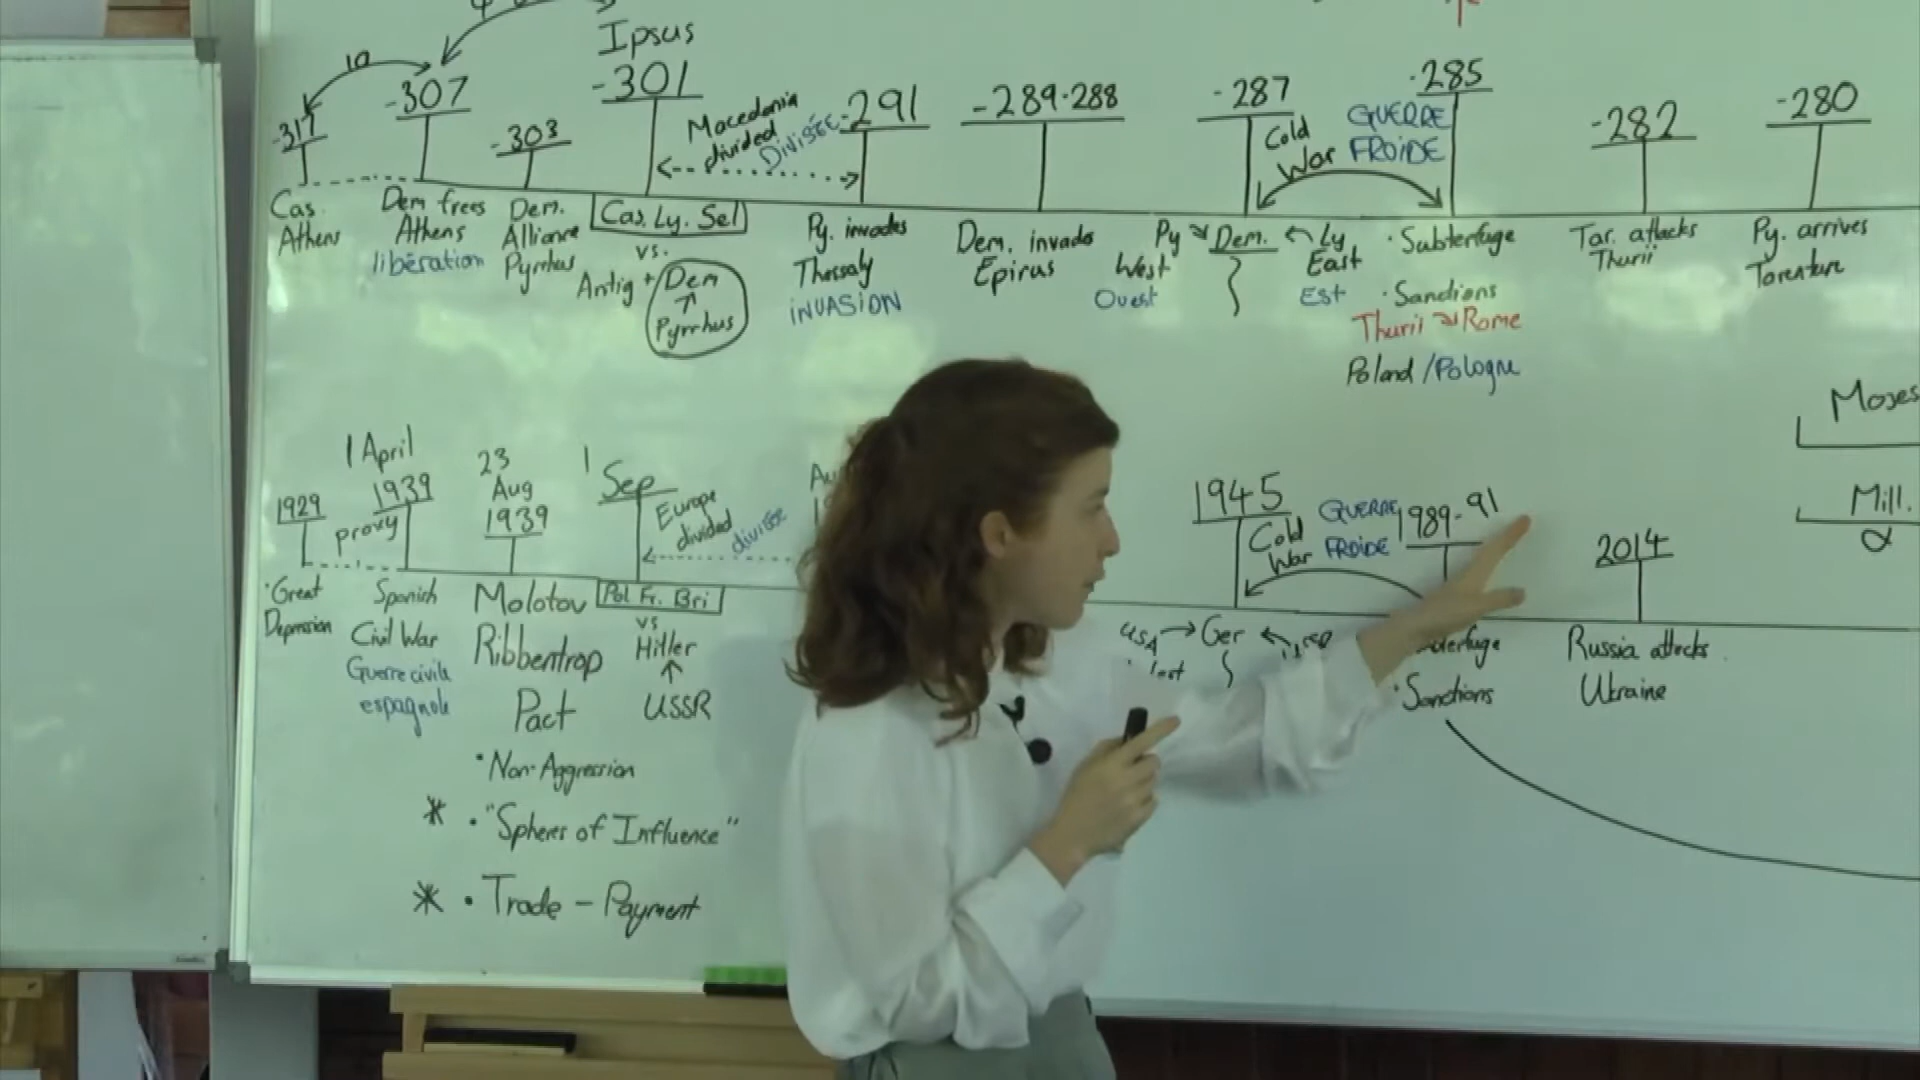 Ipsus
10
-317
-307
-303
-301
Macedonia
divided
DIVISÉE
-291
-289-288
-287
Cold
War
GUERRE
FROIDE
-285
-282
-280
Cas.
Athens
Dem frees
Athens
libération
Dem.
Alliance
Pyrrhus
Cas. Ly. Sel
vs.
Antig + Dem
Pyrrhus
Py. invades
Thessaly
INVASION
Dem. invades
Epirus
Py
West
Ouest
Dem.
Ly
East
Est
· Subterfuge
· Sanctions
Thurii Rome
Poland / Pologne
Tar. attacks
Thurii
Py. arrives
Tarentum
Moses
Mill.
α
1929
proxy
1 April
1939
23
Aug
1939
1 Sep
Europe
divided
divisée
1945
Cold
War
GUERRE
FROIDE
1989-91
2014
· Great
Depression
Spanish
Civil War
Guerre civile
espagnole
Molotov
Ribbentrop
Pact
· Non-Aggression
* · "Spheres of Influence"
* · Trade - Payment
Pol Fr. Bri
vs
Hitler
USSR
USA → Ger
· Sanctions
Russia attacks
Ukraine